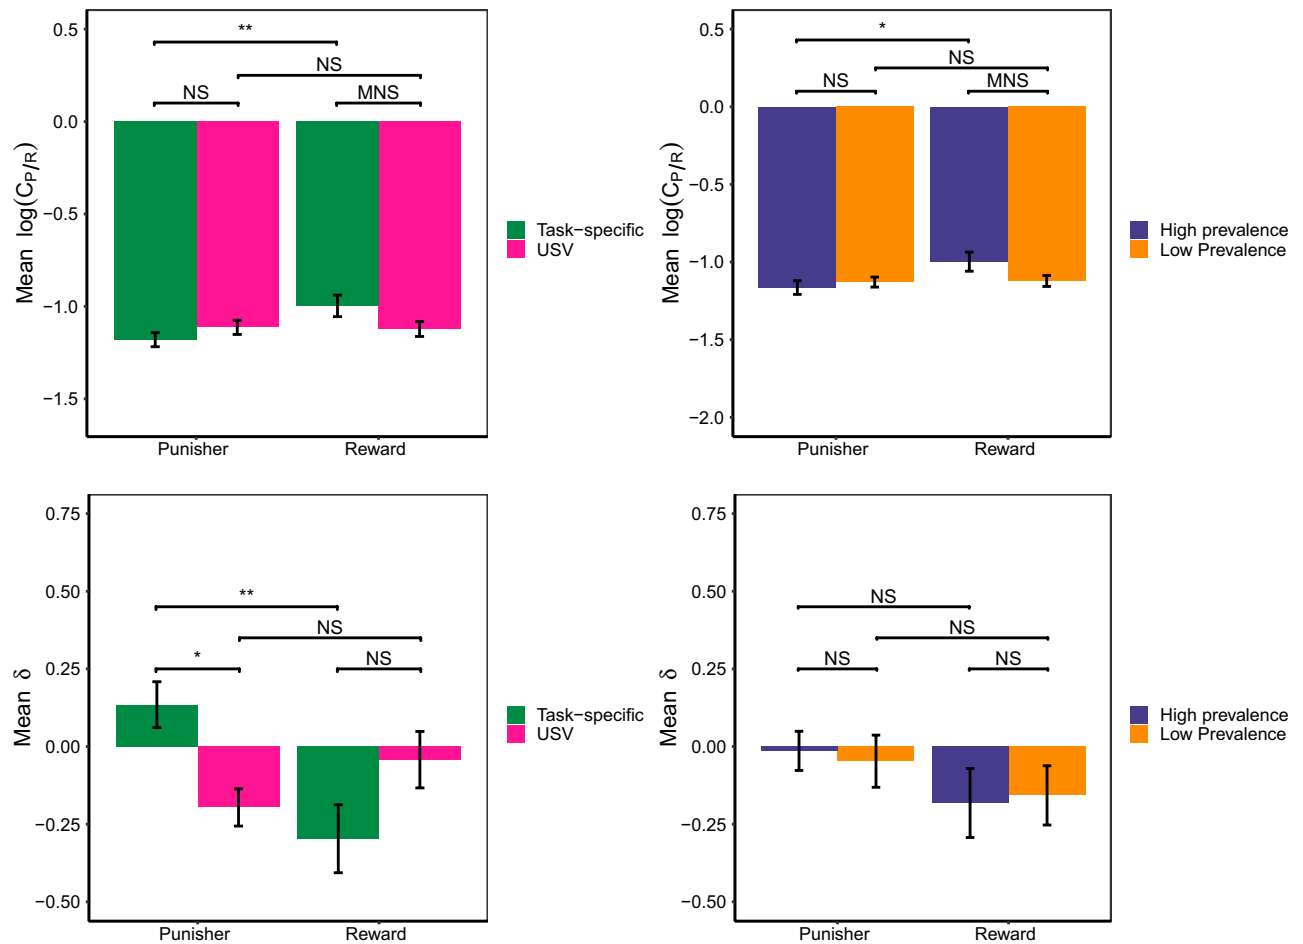 0.5
**
NS
NS
MNS
0.0
−0.5
−1.0
−1.5
Mean log(CP/R)
Punisher Reward
Task−specific
USV
0.5
*
NS
NS
MNS
0.0
−0.5
−1.0
−1.5
−2.0
Mean log(CP/R)
Punisher Reward
High prevalence
Low Prevalence
0.75
0.50
**
NS
*
NS
0.25
0.00
−0.25
−0.50
Mean δ
Punisher Reward
Task−specific
USV
0.75
0.50
NS
NS
NS
NS
0.25
0.00
−0.25
−0.50
Mean δ
Punisher Reward
High prevalence
Low Prevalence